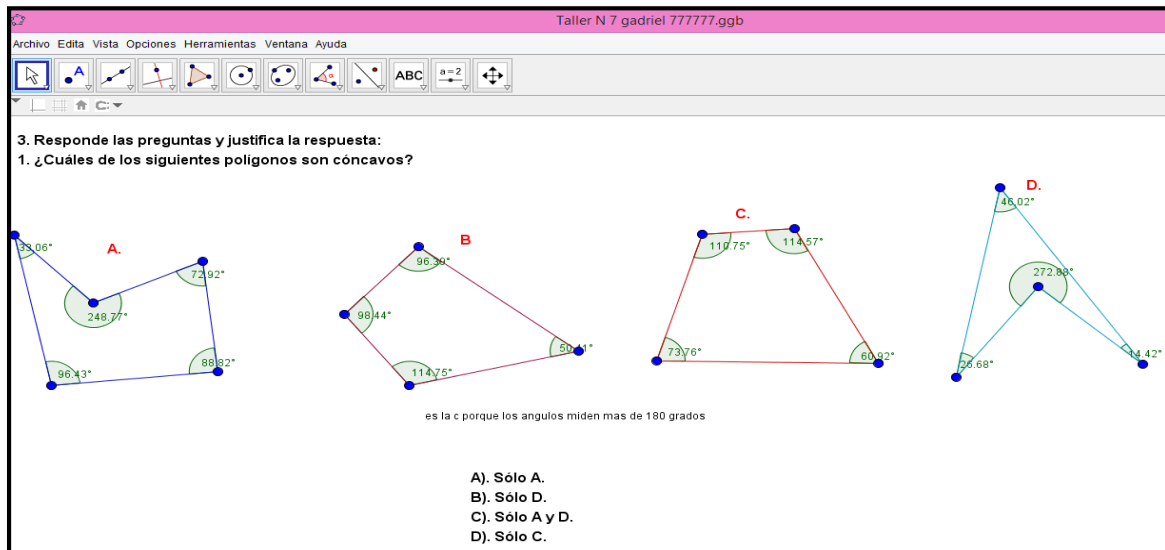 Taller N 7 gadriel 777777.ggb
Archivo Edita Vista Opciones Herramientas Ventana Ayuda
A
α
ABC
a=2
3. Responde las preguntas y justifica la respuesta:
1. ¿Cuáles de los siguientes polígonos son cóncavos?
A.
33.06°
72.92°
248.77°
96.43°
88.82°
B
96.39°
98.44°
114.75°
C.
110.75°
114.57°
73.76°
60.92°
D.
46.02°
272.88°
14.42°
es la c porque los angulos miden mas de 180 grados
A). Sólo A.
B). Sólo D.
C). Sólo A y D.
D). Sólo C.